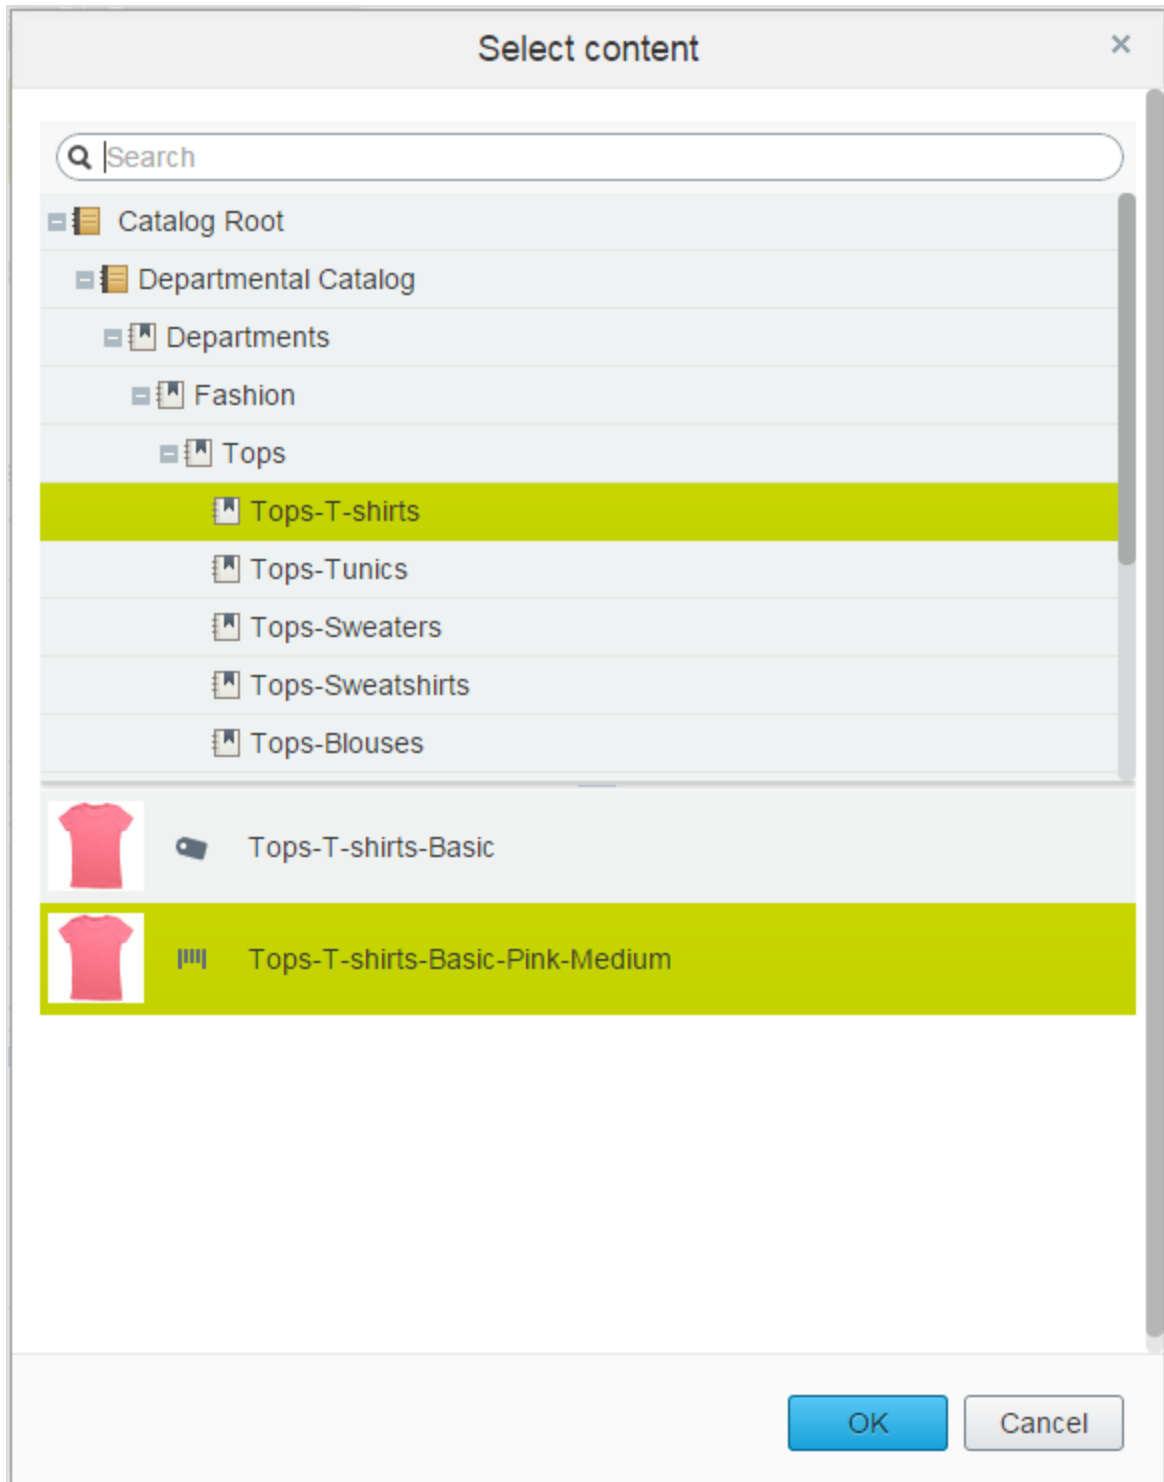 Select content
Search
Catalog Root
Departmental Catalog
Departments
Fashion
Tops
Tops-T-shirts
Tops-Tunics
Tops-Sweaters
Tops-Sweatshirts
Tops-Blouses
Tops-T-shirts-Basic
Tops-T-shirts-Basic-Pink-Medium
OK Cancel